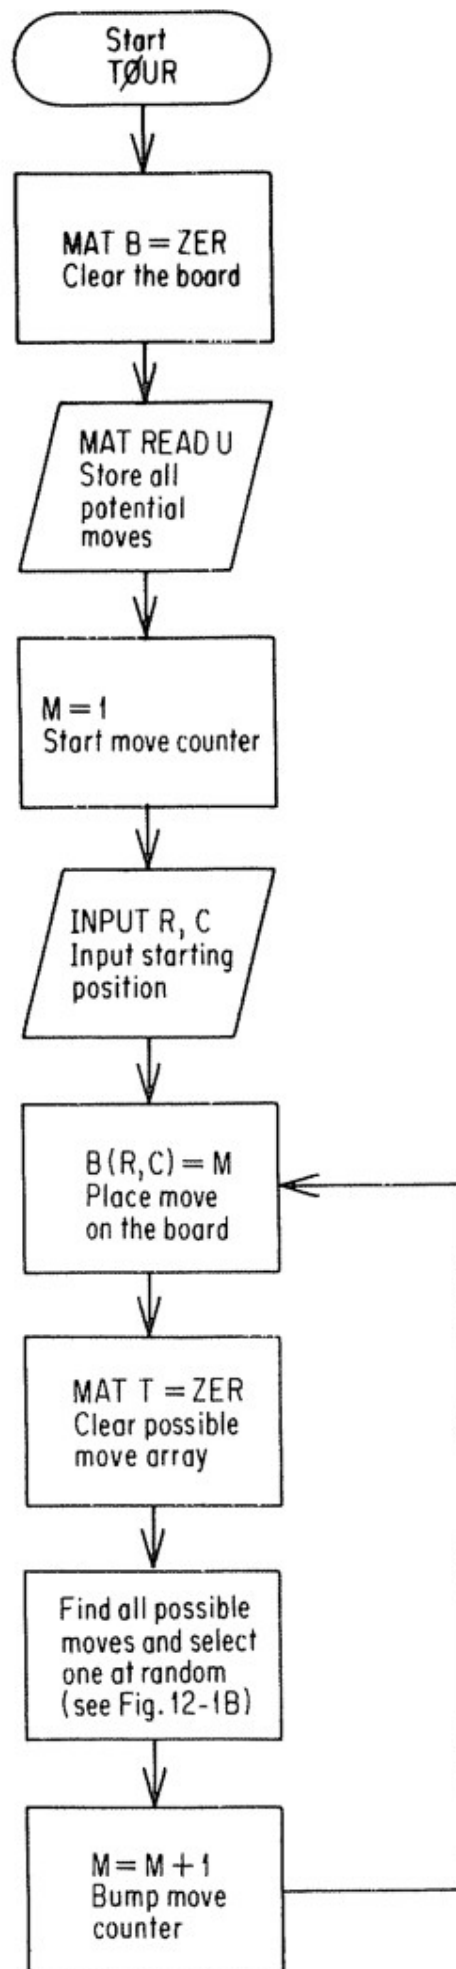 Start
TØUR
MAT B = ZER
Clear the board
MAT READ U
Store all
potential
moves
M = 1
Start move counter
INPUT R, C
Input starting
position
B(R,C) = M
Place move
on the board
MAT T = ZER
Clear possible
move array
Find all possible
moves and select
one at random
(see Fig. 12-1B)
M = M + 1
Bump move
counter